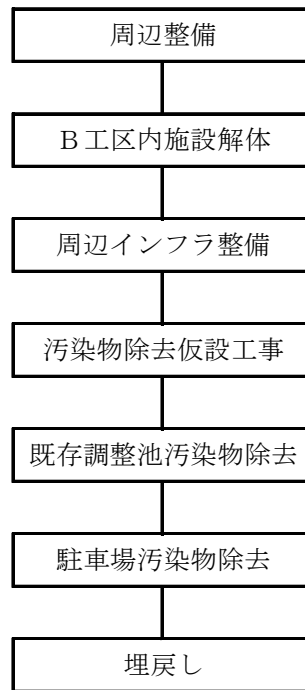 周辺整備
Ｂ工区内施設解体
周辺インフラ整備
汚染物除去仮設工事
既存調整池汚染物除去
駐車場汚染物除去
埋戻し